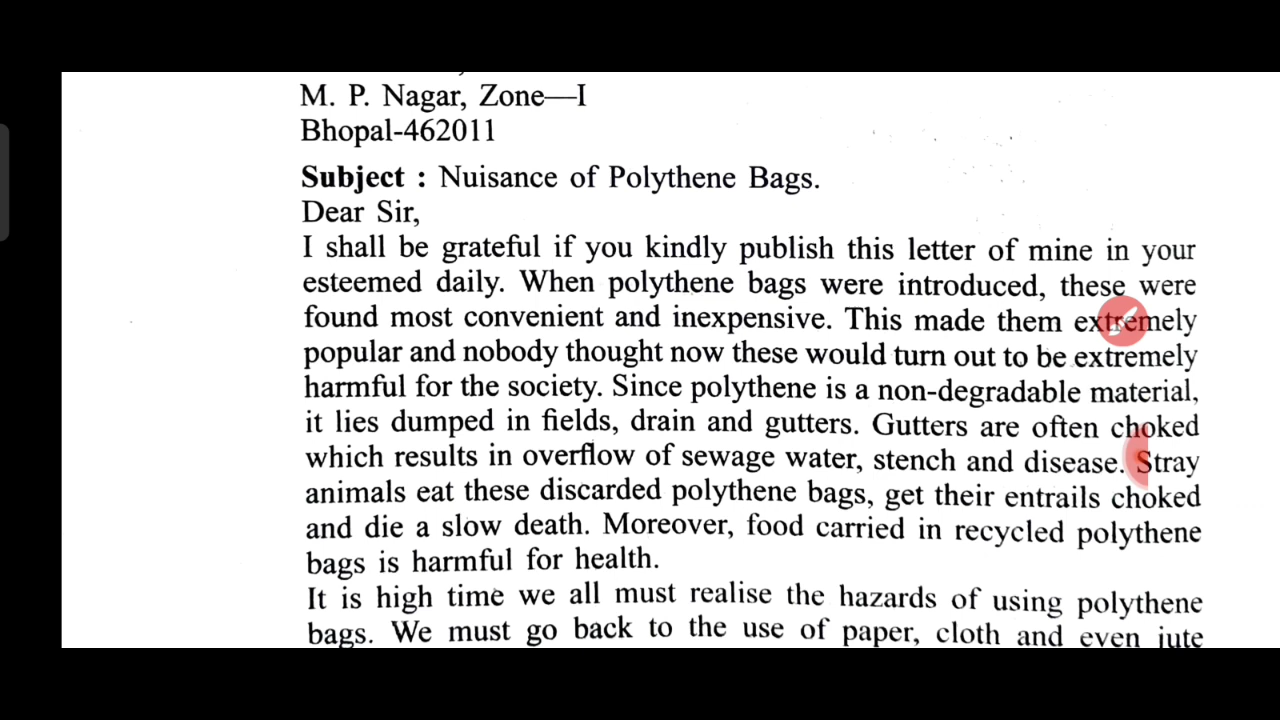 M. P. Nagar, Zone—I
Bhopal-462011
Subject : Nuisance of Polythene Bags.
Dear Sir,
I shall be grateful if you kindly publish this letter of mine in your
esteemed daily. When polythene bags were introduced, these were
found most convenient and inexpensive. This made them extremely
popular and nobody thought now these would turn out to be extremely
harmful for the society. Since polythene is a non-degradable material,
it lies dumped in fields, drain and gutters. Gutters are often choked
which results in overflow of sewage water, stench and disease. Stray
animals eat these discarded polythene bags, get their entrails choked
and die a slow death. Moreover, food carried in recycled polythene
bags is harmful for health.
It is high time we all must realise the hazards of using polythene
bags. We must go back to the use of paper, cloth and even jute